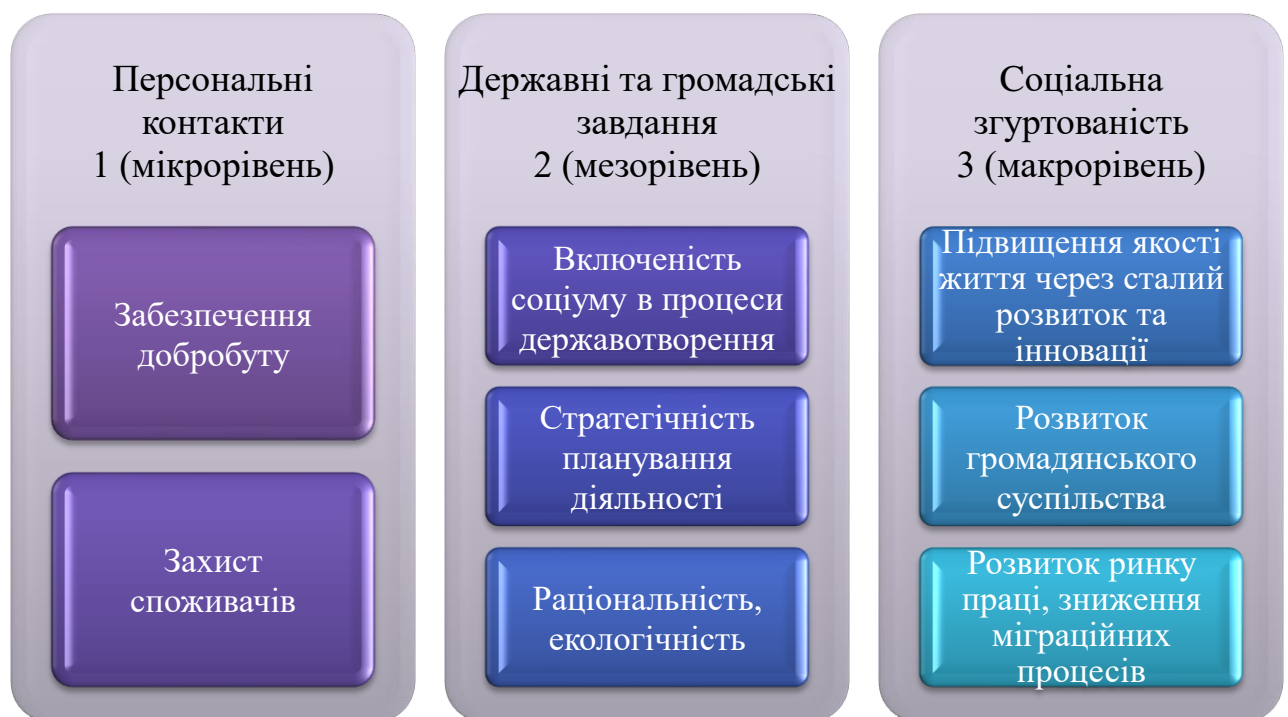 Персональні
контакти
1 (мікрорівень)
Забезпечення
добробуту
Захист
споживачів
Державні та громадські
завдання
2 (мезорівень)
Включеність
соціуму в процеси
державотворення
Стратегічність
планування
діяльності
Раціональність,
екологічність
Соціальна
згуртованість
3 (макрорівень)
Підвищення якості
життя через сталий
розвиток та
інновації
Розвиток
громадянського
суспільства
Розвиток ринку
праці, зниження
міграційних
процесів